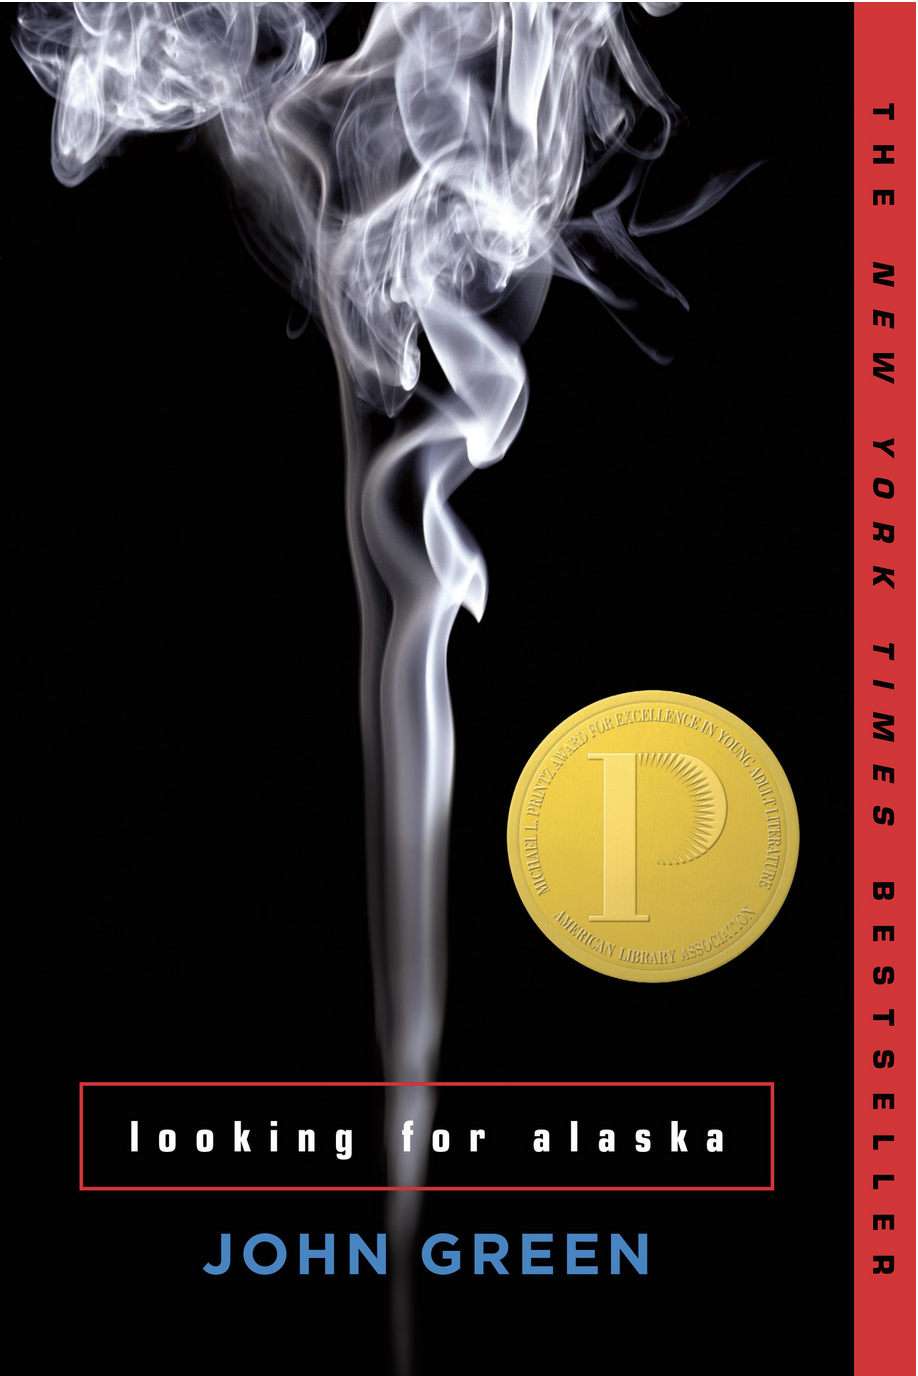 THE NEW YORK TIMES BESTSELLER
MICHAEL L. PRINTZ AWARD FOR EXCELLENCE IN YOUNG ADULT LITERATURE
AMERICAN LIBRARY ASSOCIATION
P
looking for alaska
JOHN GREEN